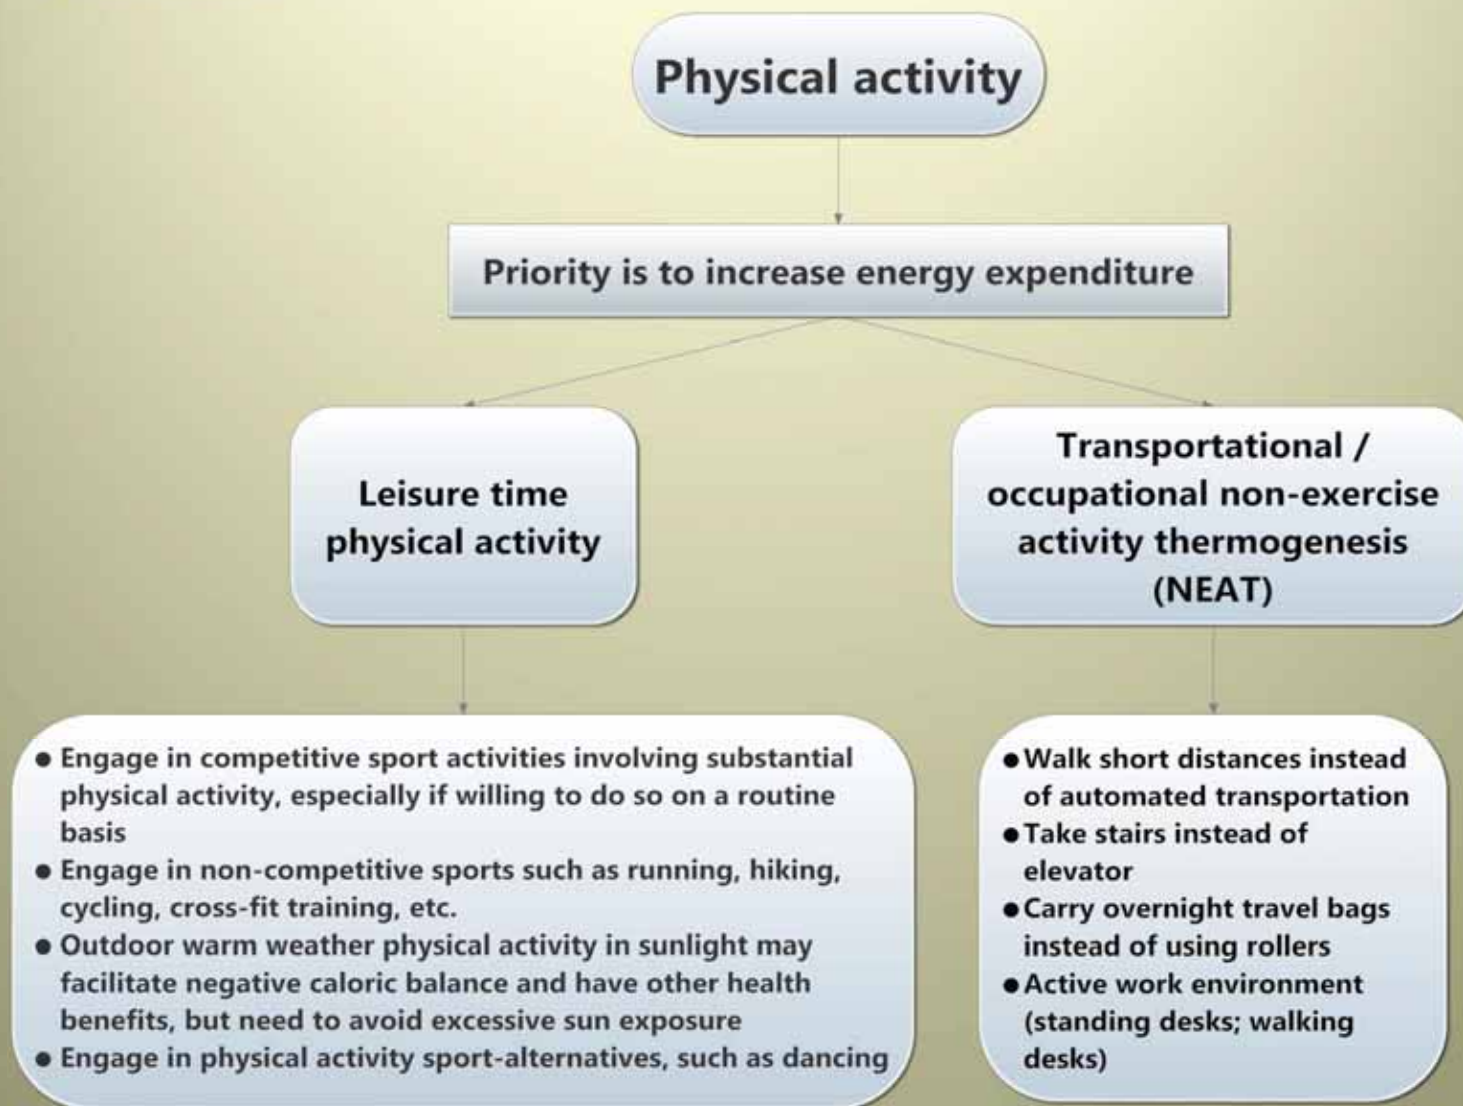 Physical activity
Priority is to increase energy expenditure
Leisure time
physical activity
Transportational /
occupational non-exercise
activity thermogenesis
(NEAT)
● Engage in competitive sport activities involving substantial
physical activity, especially if willing to do so on a routine
basis
● Engage in non-competitive sports such as running, hiking,
cycling, cross-fit training, etc.
● Outdoor warm weather physical activity in sunlight may
facilitate negative caloric balance and have other health
benefits, but need to avoid excessive sun exposure
● Engage in physical activity sport-alternatives, such as dancing
● Walk short distances instead
of automated transportation
● Take stairs instead of
elevator
● Carry overnight travel bags
instead of using rollers
● Active work environment
(standing desks; walking
desks)